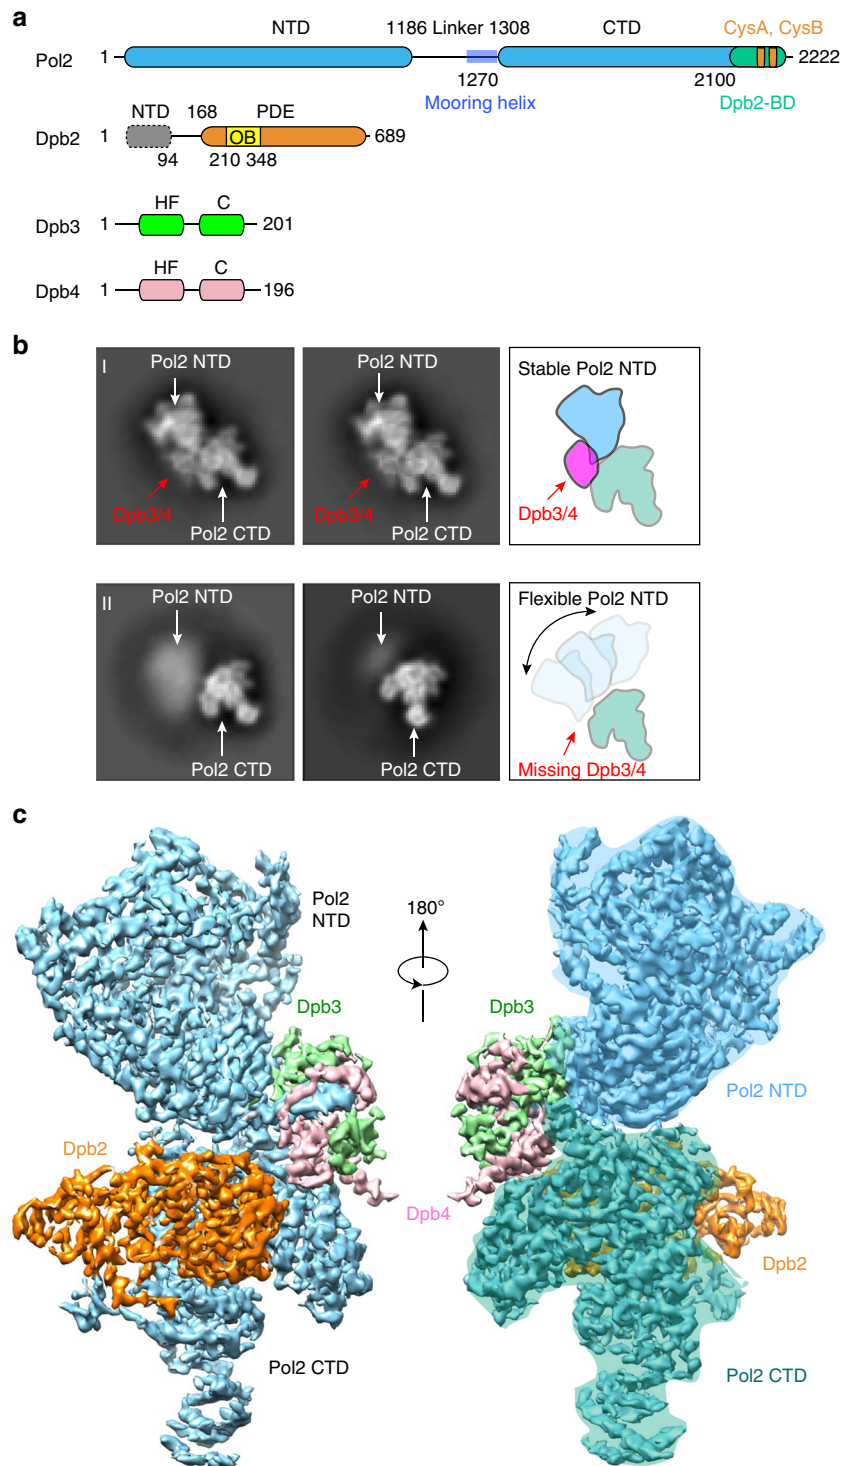 a
NTD 1186 Linker 1308 CTD CysA, CysB
Pol2 1 2222
1270 2100
Mooring helix Dpb2-BD
NTD 168 PDE
Dpb2 1 OB 689
94 210 348
HF C
Dpb3 1 201
HF C
Dpb4 1 196
b
I
Pol2 NTD
Dpb3/4
Pol2 CTD
Pol2 NTD
Dpb3/4
Pol2 CTD
Stable Pol2 NTD
Dpb3/4
II
Pol2 NTD
Pol2 CTD
Pol2 NTD
Pol2 CTD
Flexible Pol2 NTD
Missing Dpb3/4
c
Pol2
NTD
180°
Dpb3
Dpb3
Pol2 NTD
Dpb2
Dpb4
Dpb2
Pol2 CTD
Pol2 CTD